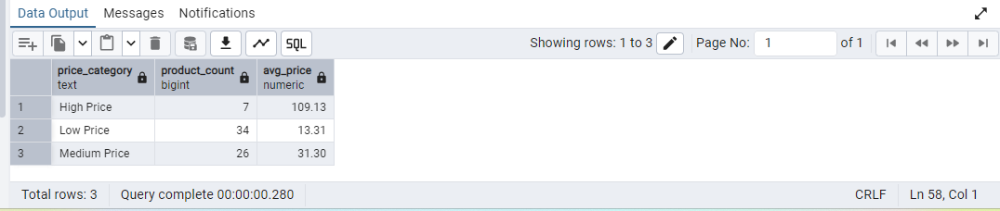 Data Output Messages Notifications
SQL Showing rows: 1 to 3 Page No: 1 of 1
price_category product_count avg_price
text bigint numeric
1 High Price 7 109.13
2 Low Price 34 13.31
3 Medium Price 26 31.30
Total rows: 3 Query complete 00:00:00.280 CRLF Ln 58, Col 1